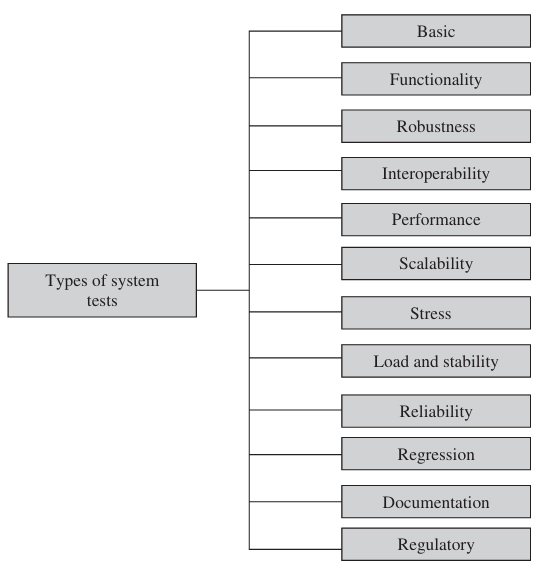 Basic
Functionality
Robustness
Interoperability
Performance
Scalability
Types of system
tests
Stress
Load and stability
Reliability
Regression
Documentation
Regulatory